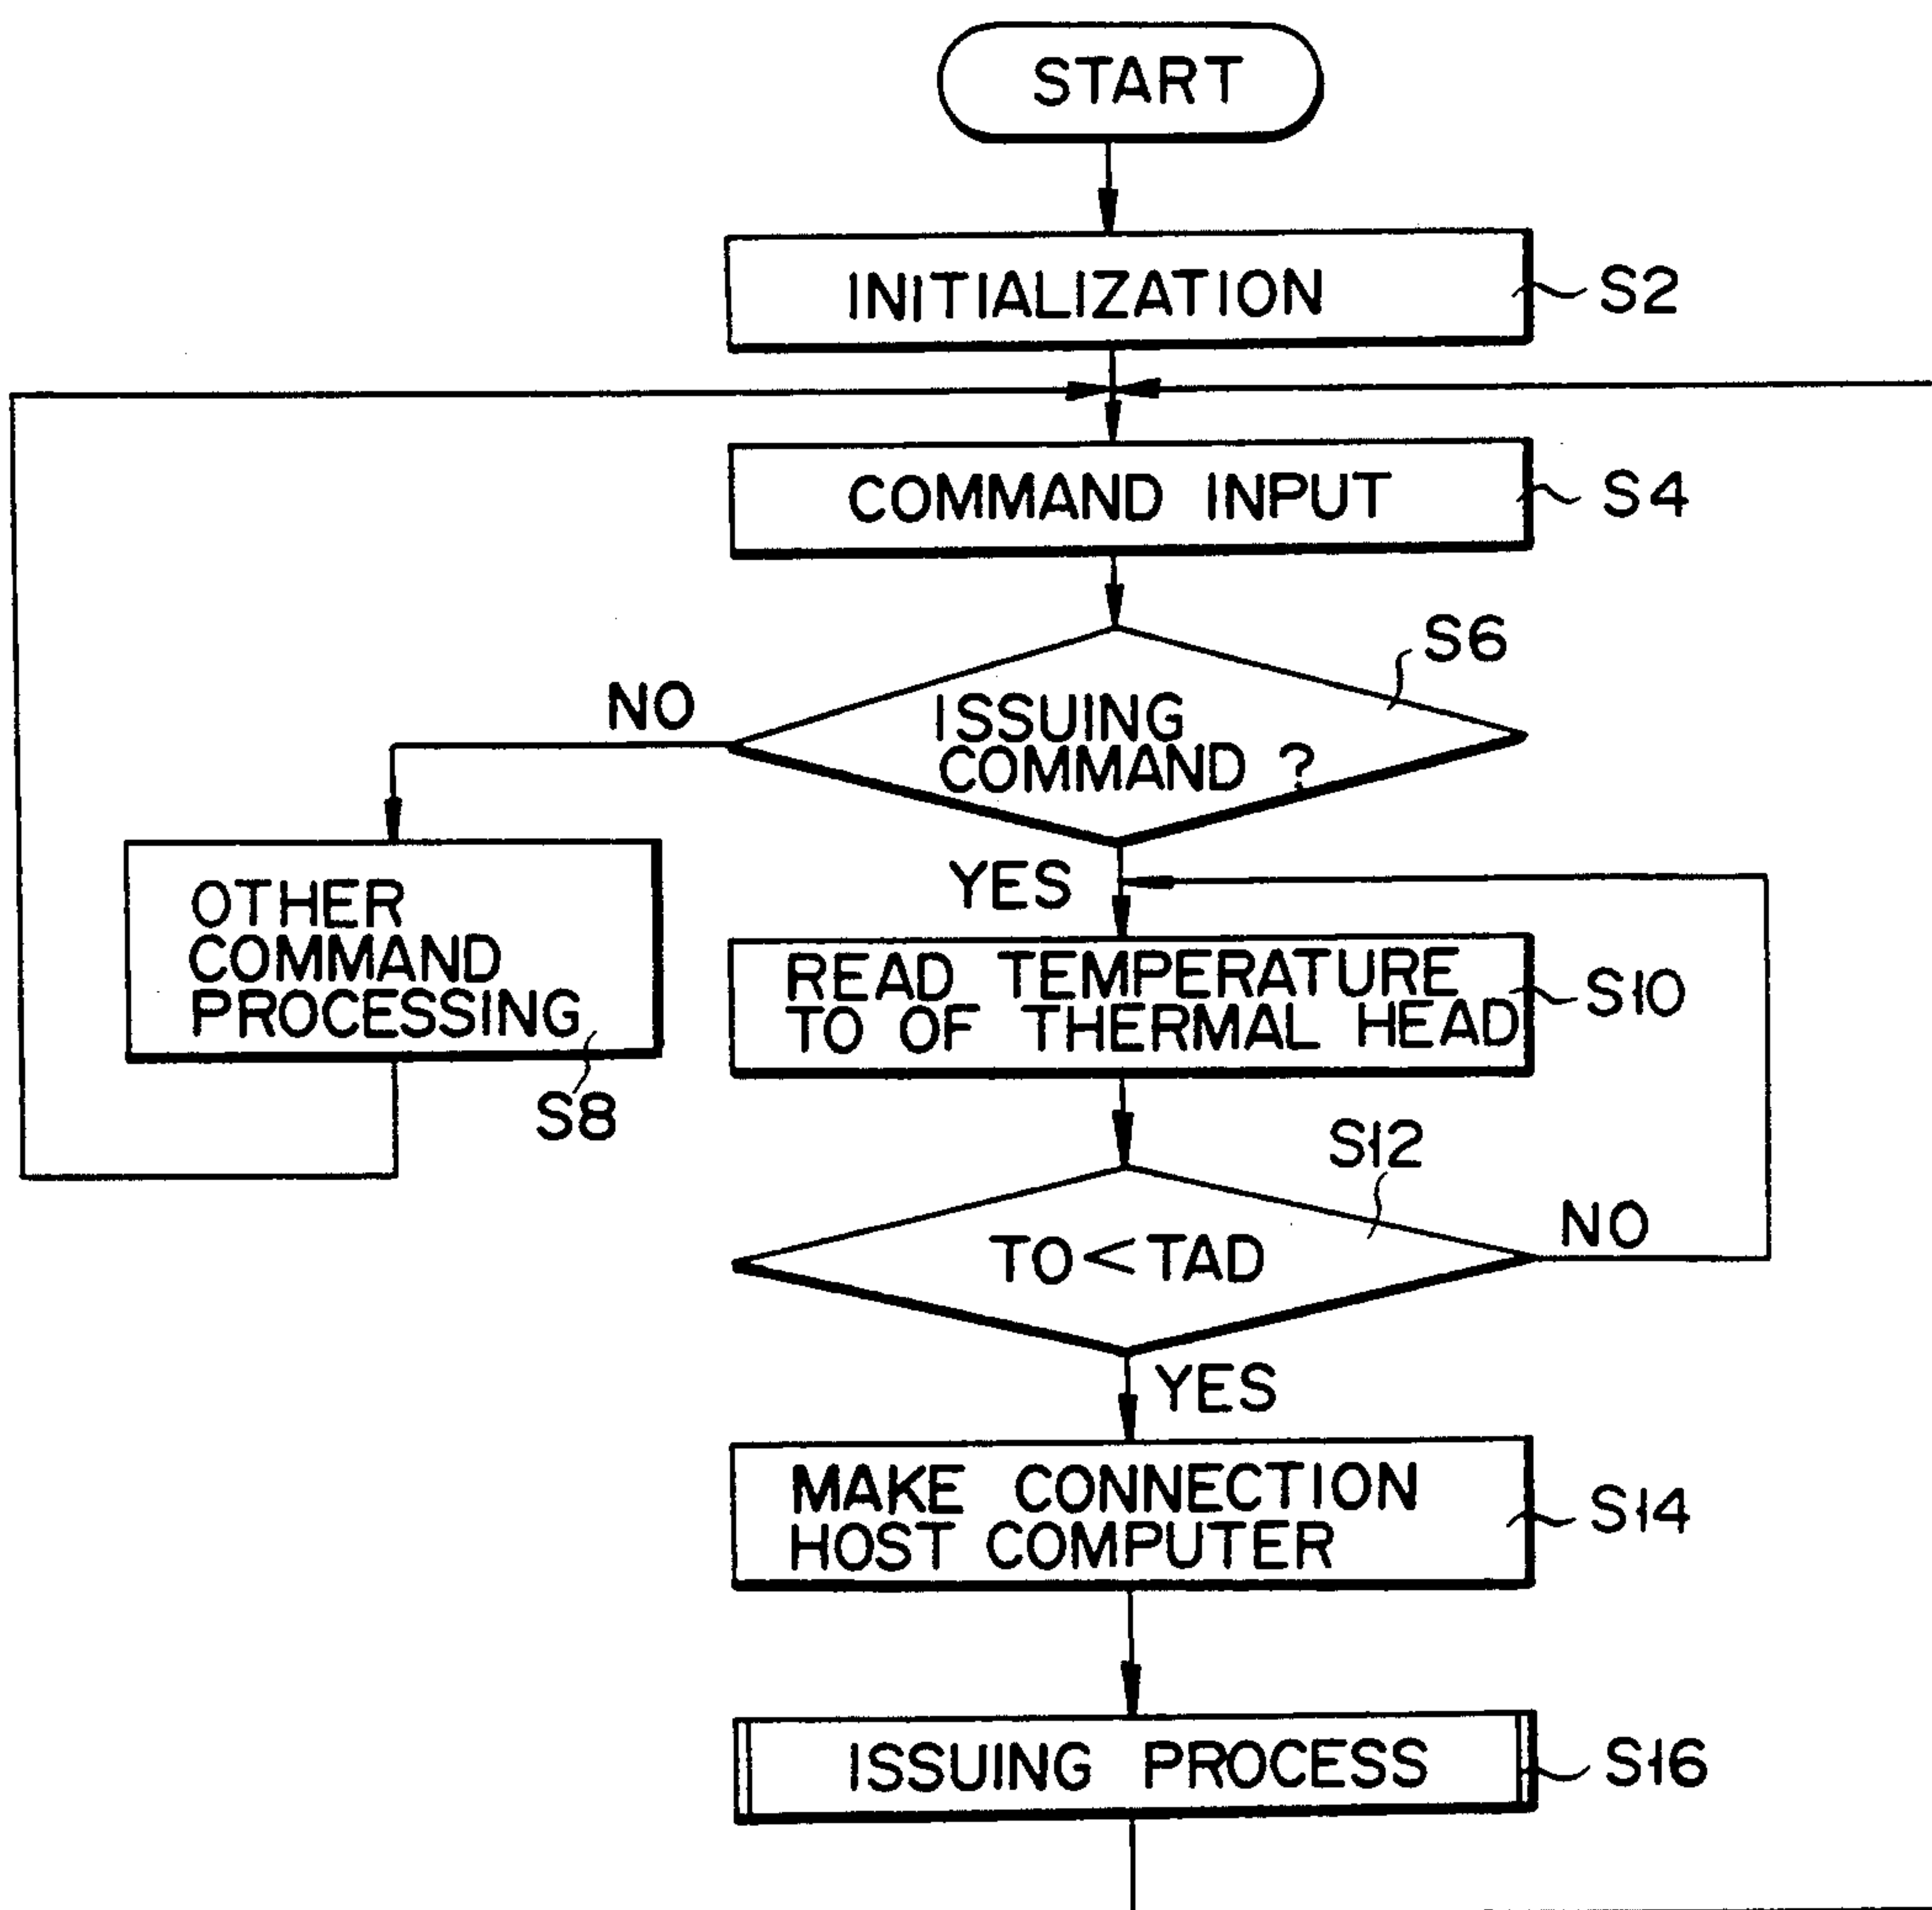 START
INITIALIZATION
S2
COMMAND INPUT
S4
S6
NO
ISSUING
COMMAND ?
YES
OTHER
COMMAND
PROCESSING
S8
READ TEMPERATURE
TO OF THERMAL HEAD
S10
S12
TO<TAD
NO
YES
MAKE CONNECTION
HOST COMPUTER
S14
ISSUING PROCESS
S16